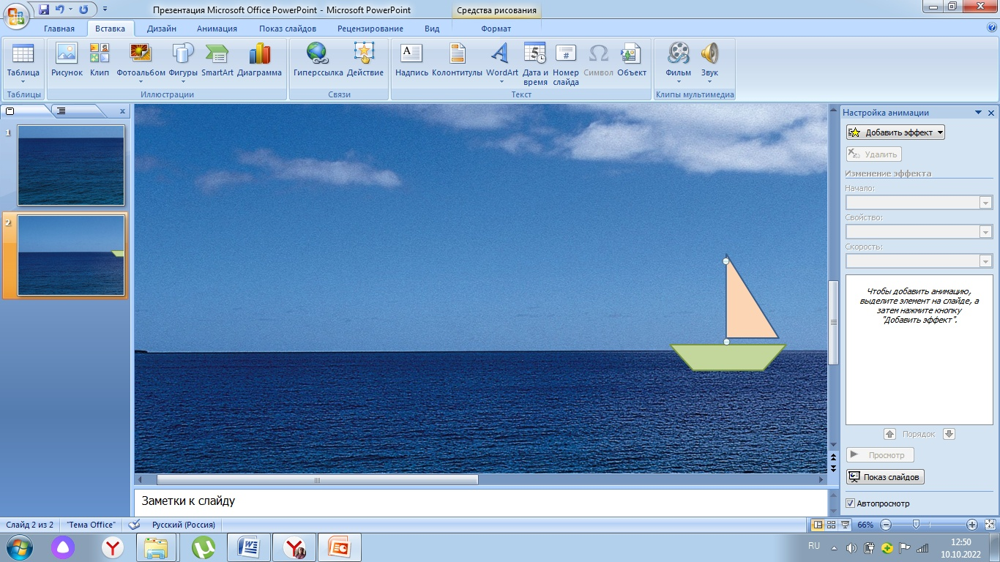 Презентация Microsoft Office PowerPoint - Microsoft PowerPoint
Средства рисования
Главная Вставка Дизайн Анимация Показ слайдов Рецензирование Вид Формат
Таблица Рисунок Клип Фотоальбом Фигуры SmartArt Диаграмма Гиперссылка Действие Надпись Колонтитулы WordArt Дата и время Номер слайда Символ Объект Фильм Звук
Таблицы Иллюстрации Связи Текст Клипы мультимедиа
1
2
Настройка анимации
Добавить эффект
Удалить
Изменение эффекта
Начало:
Свойство:
Скорость:
Чтобы добавить анимацию,
выделите элемент на слайде, а
затем нажмите кнопку
"Добавить эффект".
Порядок
Просмотр
Показ слайдов
Автопросмотр
Заметки к слайду
Слайд 2 из 2 "Тема Office" Русский (Россия) 66%
RU 12:50
10.10.2022